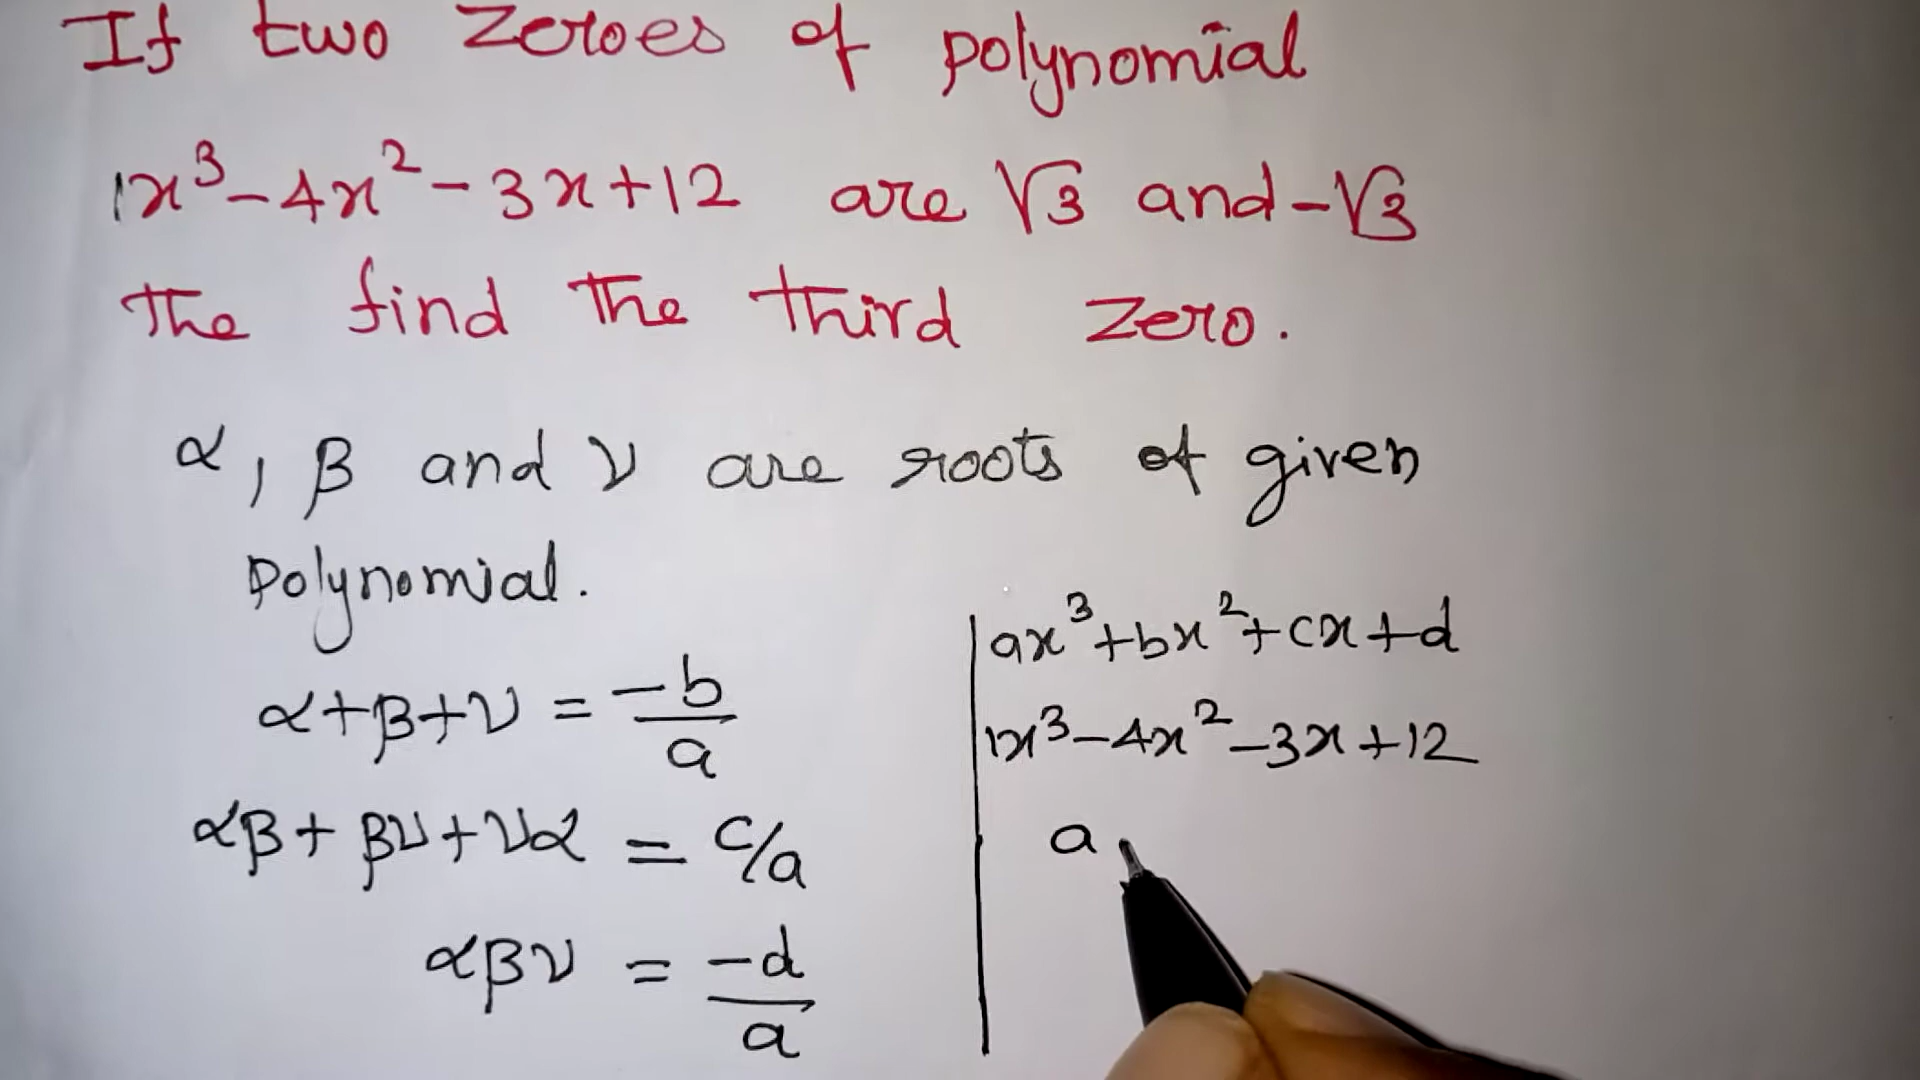 If two zeroes of polynomial
1x³-4x²-3x+12 are √3 and -√3
the find the third zero.
α, β and ν are roots of given
polynomial.
α+β+ν = -b/a
αβ+βν+να = c/a
αβν = -d/a
ax³+bx²+cx+d
1x³-4x²-3x+12
a